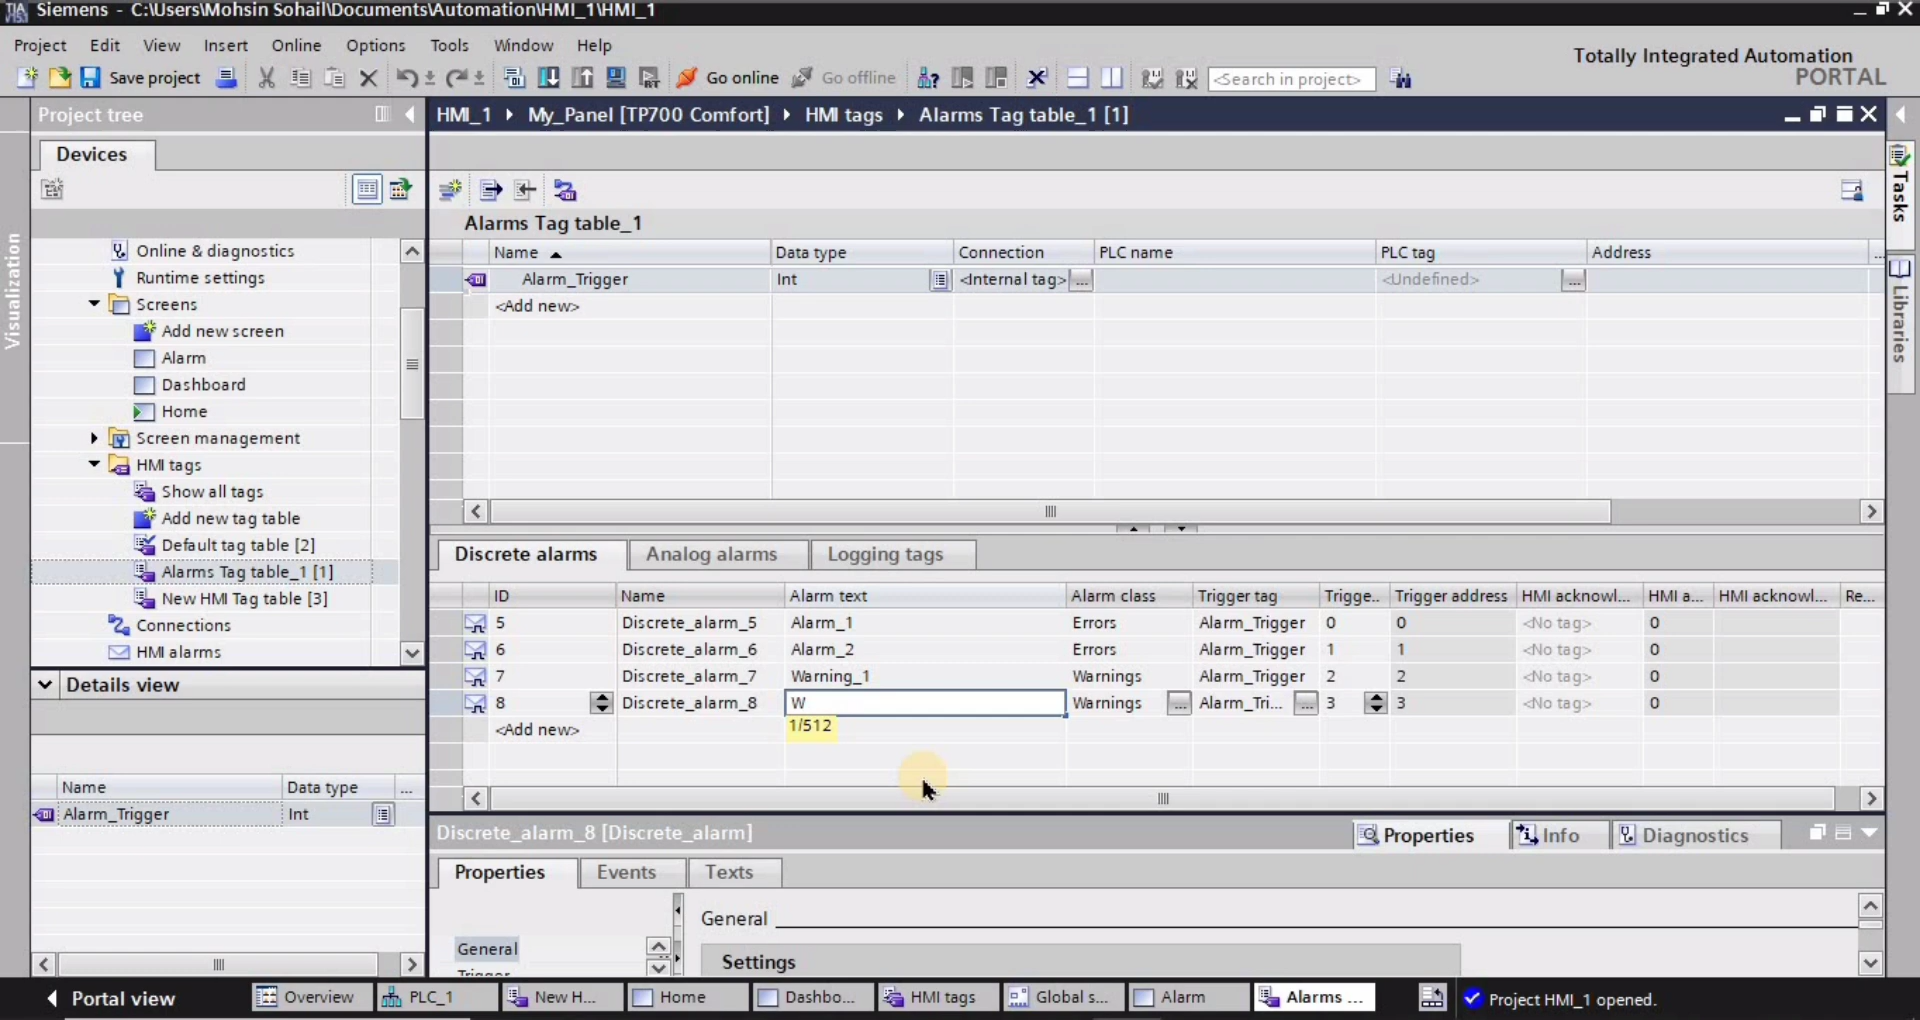 Siemens - C:\Users\Mohsin Sohail\Documents\Automation\HMI_1\HMI_1
Project Edit View Insert Online Options Tools Window Help
Totally Integrated Automation
PORTAL
Save project
Go online
Go offline
<Search in project>
Project tree
HMI_1 My_Panel [TP700 Comfort] HMI tags Alarms Tag table_1 [1]
Devices
Visualization
Tasks
Libraries
Online & diagnostics
Runtime settings
Screens
Add new screen
Alarm
Dashboard
Home
Screen management
HMI tags
Show all tags
Add new tag table
Default tag table [2]
Alarms Tag table_1 [1]
New HMI Tag table [3]
Connections
HMI alarms
Alarms Tag table_1
Name Data type Connection PLC name PLC tag Address ...
Alarm_Trigger Int <Internal tag> ... <Undefined> ...
<Add new>
Discrete alarms Analog alarms Logging tags
ID Name Alarm text Alarm class Trigger tag Trigge.. Trigger address HMI acknowl... HMI a... HMI acknowl... Re...
5 Discrete_alarm_5 Alarm_1 Errors Alarm_Trigger 0 0 <No tag> 0
6 Discrete_alarm_6 Alarm_2 Errors Alarm_Trigger 1 1 <No tag> 0
7 Discrete_alarm_7 Warning_1 Warnings Alarm_Trigger 2 2 <No tag> 0
8 Discrete_alarm_8 W Warnings ... Alarm_Tri... ... 3 3 <No tag> 0
<Add new>
1/512
Details view
Name Data type ...
Alarm_Trigger Int
Discrete_alarm_8 [Discrete_alarm]
Properties Info Diagnostics
Properties Events Texts
General
General
Trigger
Settings
Portal view
Overview
PLC_1
New H...
Home
Dashbo...
HMI tags
Global s...
Alarm
Alarms ...
Project HMI_1 opened.